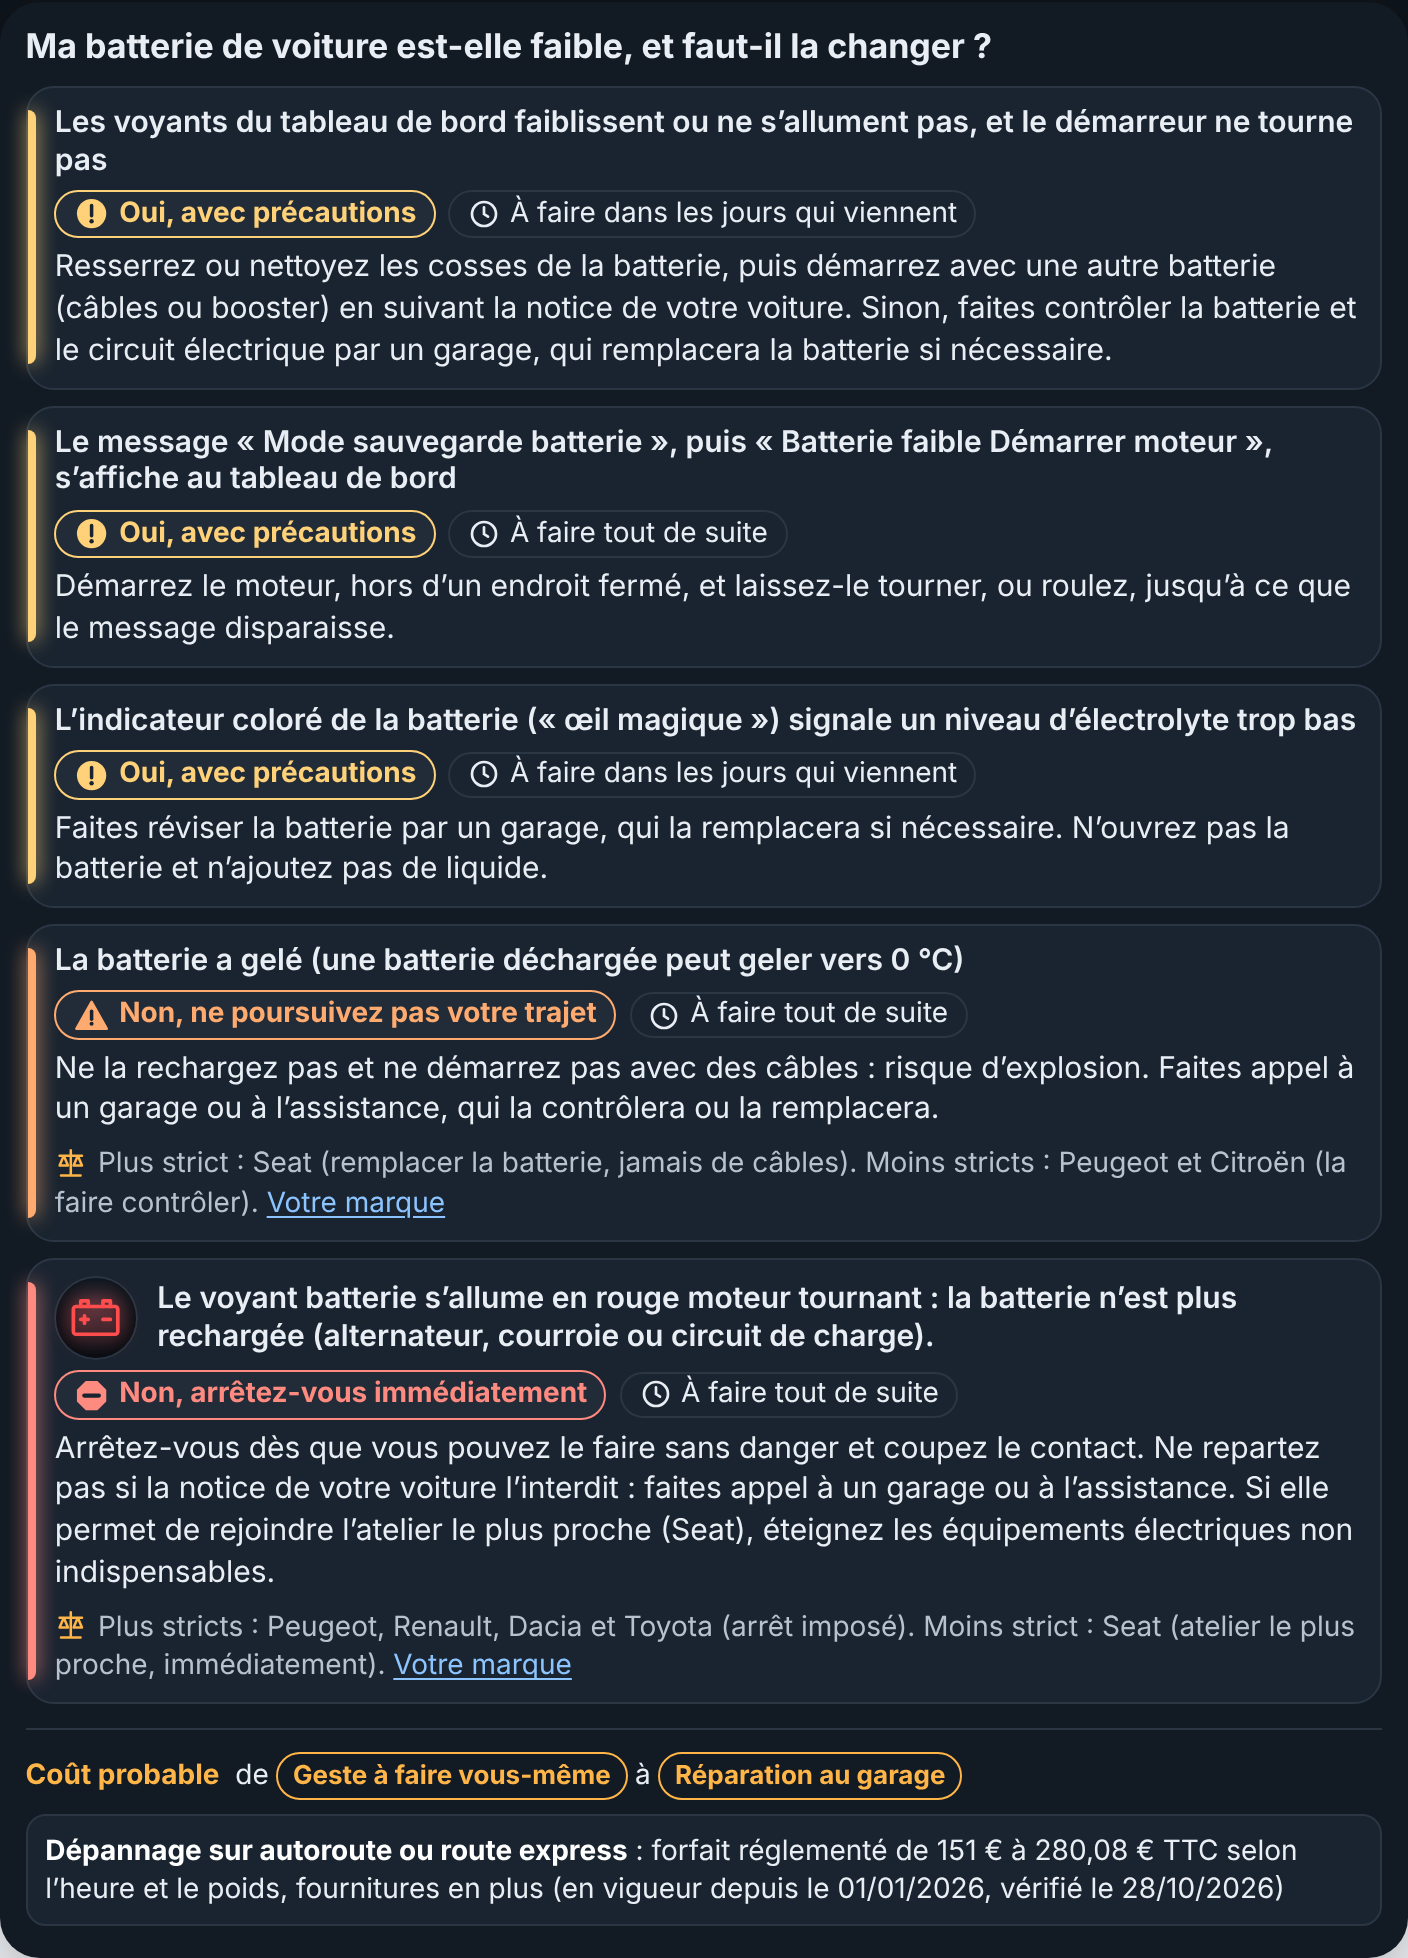 Ma batterie de voiture est-elle faible, et faut-il la changer ?
Les voyants du tableau de bord faiblissent ou ne s’allument pas, et le démarreur ne tourne
pas
Oui, avec précautions
À faire dans les jours qui viennent
Resserrez ou nettoyez les cosses de la batterie, puis démarrez avec une autre batterie
(câbles ou booster) en suivant la notice de votre voiture. Sinon, faites contrôler la batterie et
le circuit électrique par un garage, qui remplacera la batterie si nécessaire.
Le message « Mode sauvegarde batterie », puis « Batterie faible Démarrer moteur »,
s’affiche au tableau de bord
Oui, avec précautions
À faire tout de suite
Démarrez le moteur, hors d’un endroit fermé, et laissez-le tourner, ou roulez, jusqu’à ce que
le message disparaisse.
L’indicateur coloré de la batterie (« œil magique ») signale un niveau d’électrolyte trop bas
Oui, avec précautions
À faire dans les jours qui viennent
Faites réviser la batterie par un garage, qui la remplacera si nécessaire. N’ouvrez pas la
batterie et n’ajoutez pas de liquide.
La batterie a gelé (une batterie déchargée peut geler vers 0 °C)
Non, ne poursuivez pas votre trajet
À faire tout de suite
Ne la rechargez pas et ne démarrez pas avec des câbles : risque d’explosion. Faites appel à
un garage ou à l’assistance, qui la contrôlera ou la remplacera.
Plus strict : Seat (remplacer la batterie, jamais de câbles). Moins stricts : Peugeot et Citroën (la
faire contrôler). Votre marque
Le voyant batterie s’allume en rouge moteur tournant : la batterie n’est plus
rechargée (alternateur, courroie ou circuit de charge).
Non, arrêtez-vous immédiatement
À faire tout de suite
Arrêtez-vous dès que vous pouvez le faire sans danger et coupez le contact. Ne repartez
pas si la notice de votre voiture l’interdit : faites appel à un garage ou à l’assistance. Si elle
permet de rejoindre l’atelier le plus proche (Seat), éteignez les équipements électriques non
indispensables.
Plus stricts : Peugeot, Renault, Dacia et Toyota (arrêt imposé). Moins strict : Seat (atelier le plus
proche, immédiatement). Votre marque
Coût probable de Geste à faire vous-même à Réparation au garage
Dépannage sur autoroute ou route express : forfait réglementé de 151 € à 280,08 € TTC selon
l’heure et le poids, fournitures en plus (en vigueur depuis le 01/01/2026, vérifié le 28/10/2026)